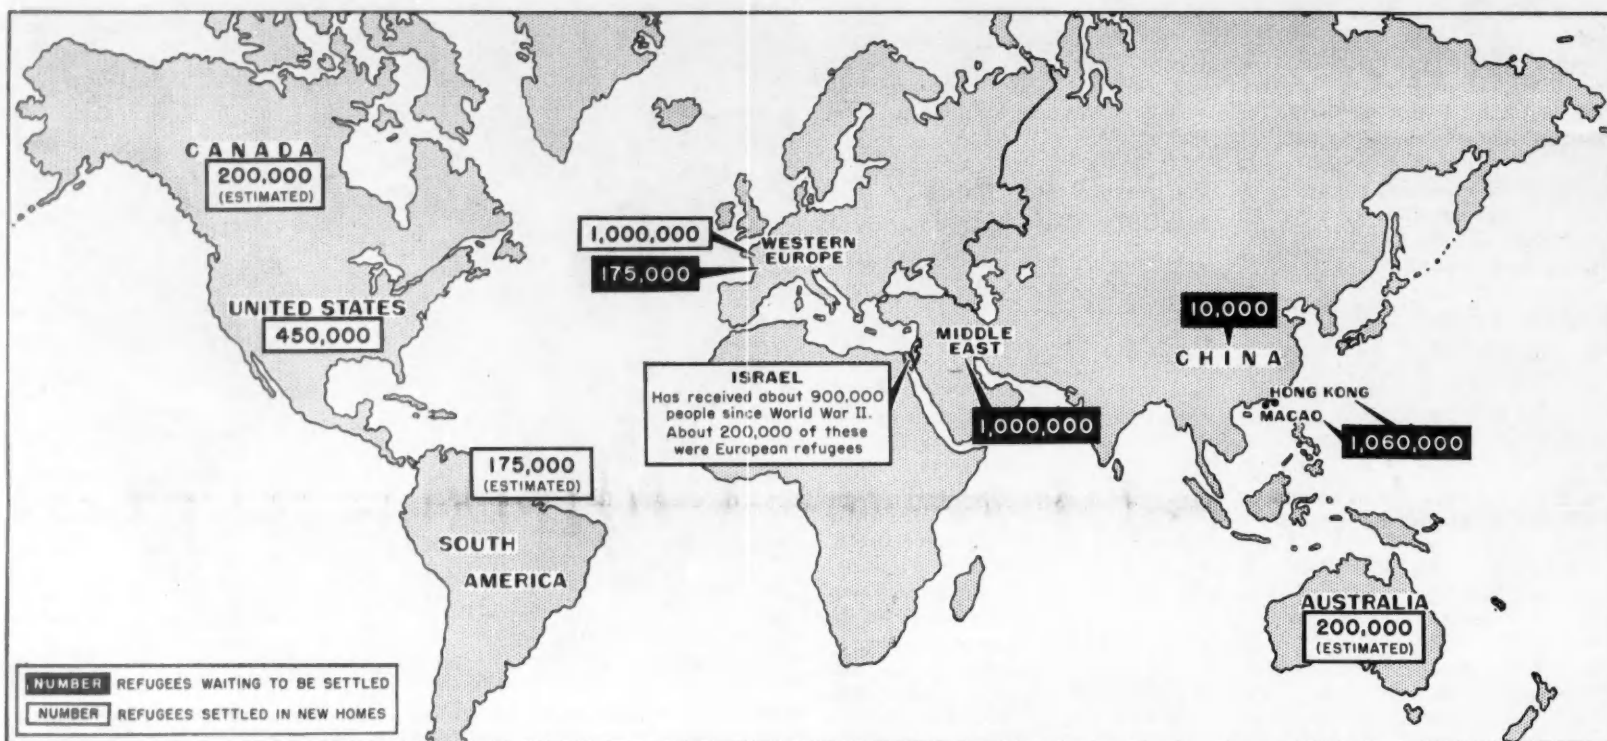 CANADA
200,000
(ESTIMATED)
UNITED STATES
450,000
175,000
(ESTIMATED)
SOUTH
AMERICA
1,000,000
175,000
WESTERN
EUROPE
ISRAEL
Has received about 900,000
people since World War II.
About 200,000 of these
were European refugees
MIDDLE
EAST
1,000,000
10,000
CHINA
HONG KONG
MACAO
1,060,000
AUSTRALIA
200,000
(ESTIMATED)
NUMBER REFUGEES WAITING TO BE SETTLED
NUMBER REFUGEES SETTLED IN NEW HOMES